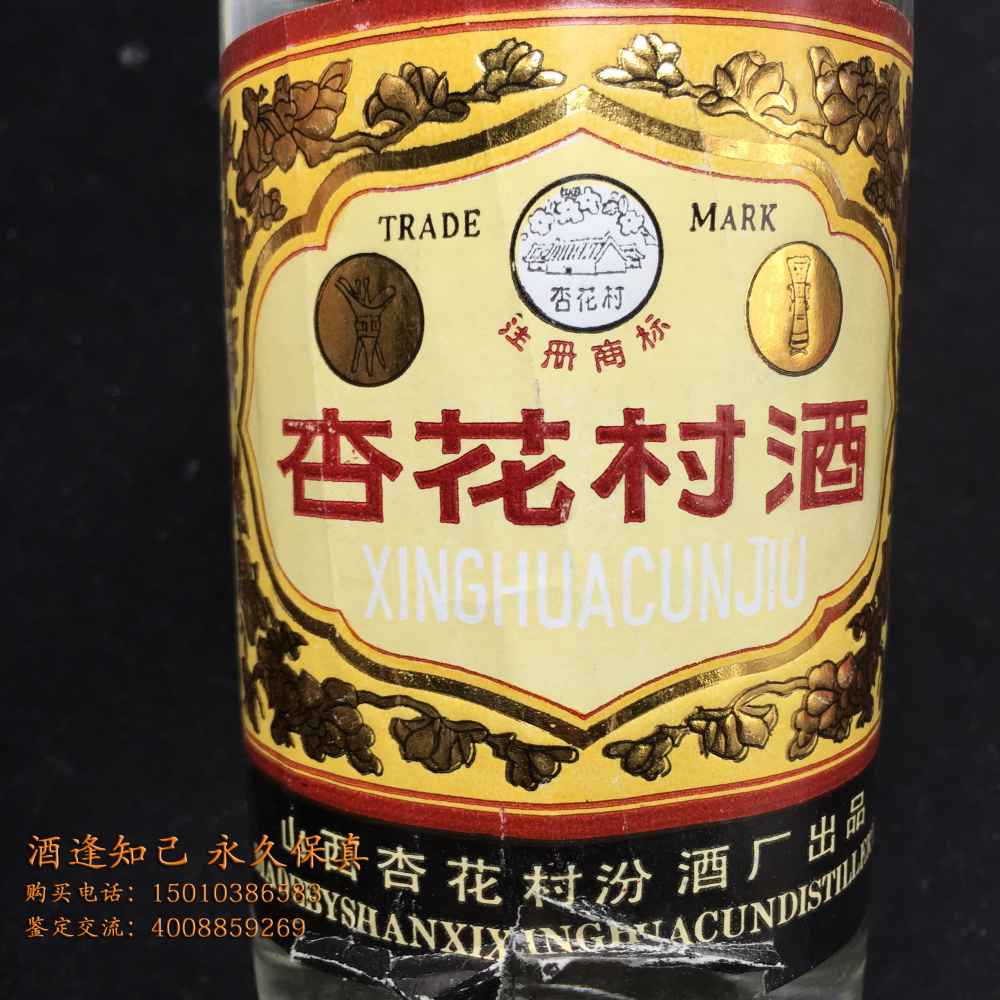 TRADE MARK
杏花村
注册商标
杏花村酒
XINGHUACUNJIU
山西杏花村汾酒厂出品
MADEBYSHANXIXINGHUACUNDISTILLERY
酒逢知己 永久保真
购买电话：15010386583
鉴定交流：4008859269